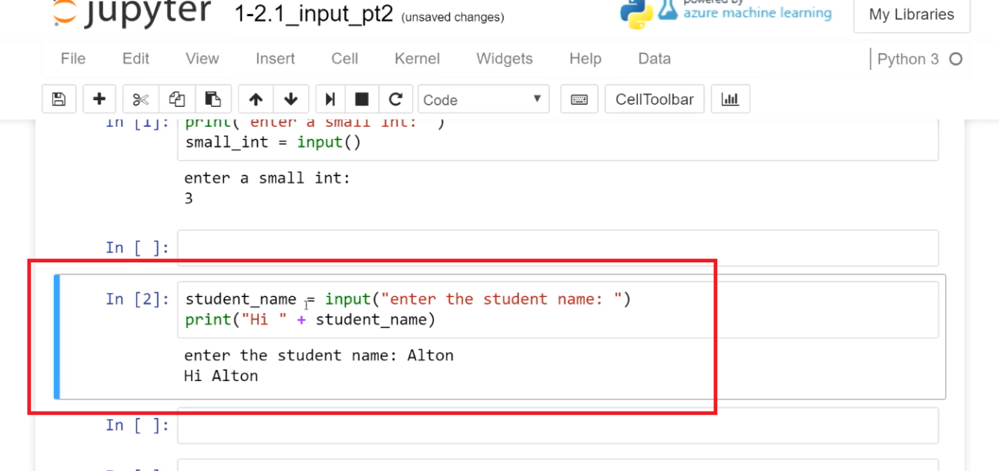 jupyter 1-2.1_input_pt2 (unsaved changes)
powered by
azure machine learning
My Libraries
File Edit View Insert Cell Kernel Widgets Help Data Python 3
Code CellToolbar
In [1]: print("enter a small int: ")
small_int = input()
enter a small int:
3
In [ ]:
In [2]: student_name = input("enter the student name: ")
print("Hi " + student_name)
enter the student name: Alton
Hi Alton
In [ ]: